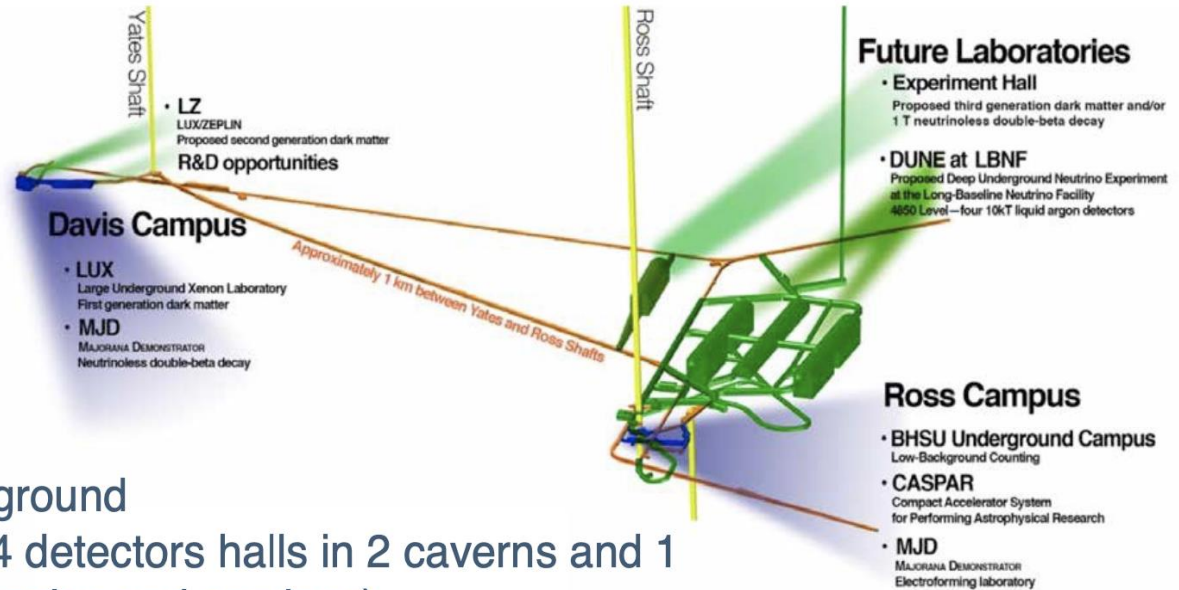 Yates Shaft
Ross Shaft
• LZ
LUX/ZEPLIN
Proposed second generation dark matter
R&D opportunities
Davis Campus
• LUX
Large Underground Xenon Laboratory
First generation dark matter
• MJD
MAJORANA DEMONSTRATOR
Neutrinoless double-beta decay
Approximately 1 km between Yates and Ross Shafts
Future Laboratories
• Experiment Hall
Proposed third generation dark matter and/or
1 T neutrinoless double-beta decay
• DUNE at LBNF
Proposed Deep Underground Neutrino Experiment
at the Long-Baseline Neutrino Facility
4850 Level—four 10kT liquid argon detectors
Ross Campus
• BHSU Underground Campus
Low-Background Counting
• CASPAR
Compact Accelerator System
for Performing Astrophysical Research
• MJD
MAJORANA DEMONSTRATOR
Electroforming laboratory
ground
4 detectors halls in 2 caverns and 1